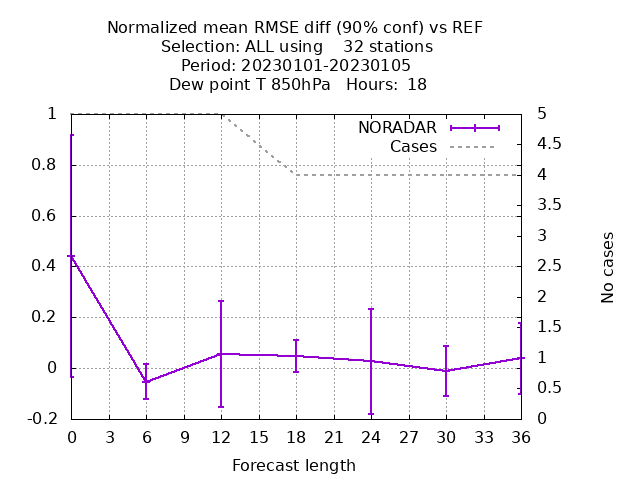 Normalized mean RMSE diff (90% conf) vs REF
Selection: ALL using    32 stations
Period: 20230101-20230105
Dew point T 850hPa   Hours:  18
NORADAR
Cases
1
0.8
0.6
0.4
0.2
0
-0.2
5
4.5
4
3.5
3
2.5
2
1.5
1
0.5
0
No cases
0 3 6 9 12 15 18 21 24 27 30 33 36
Forecast length